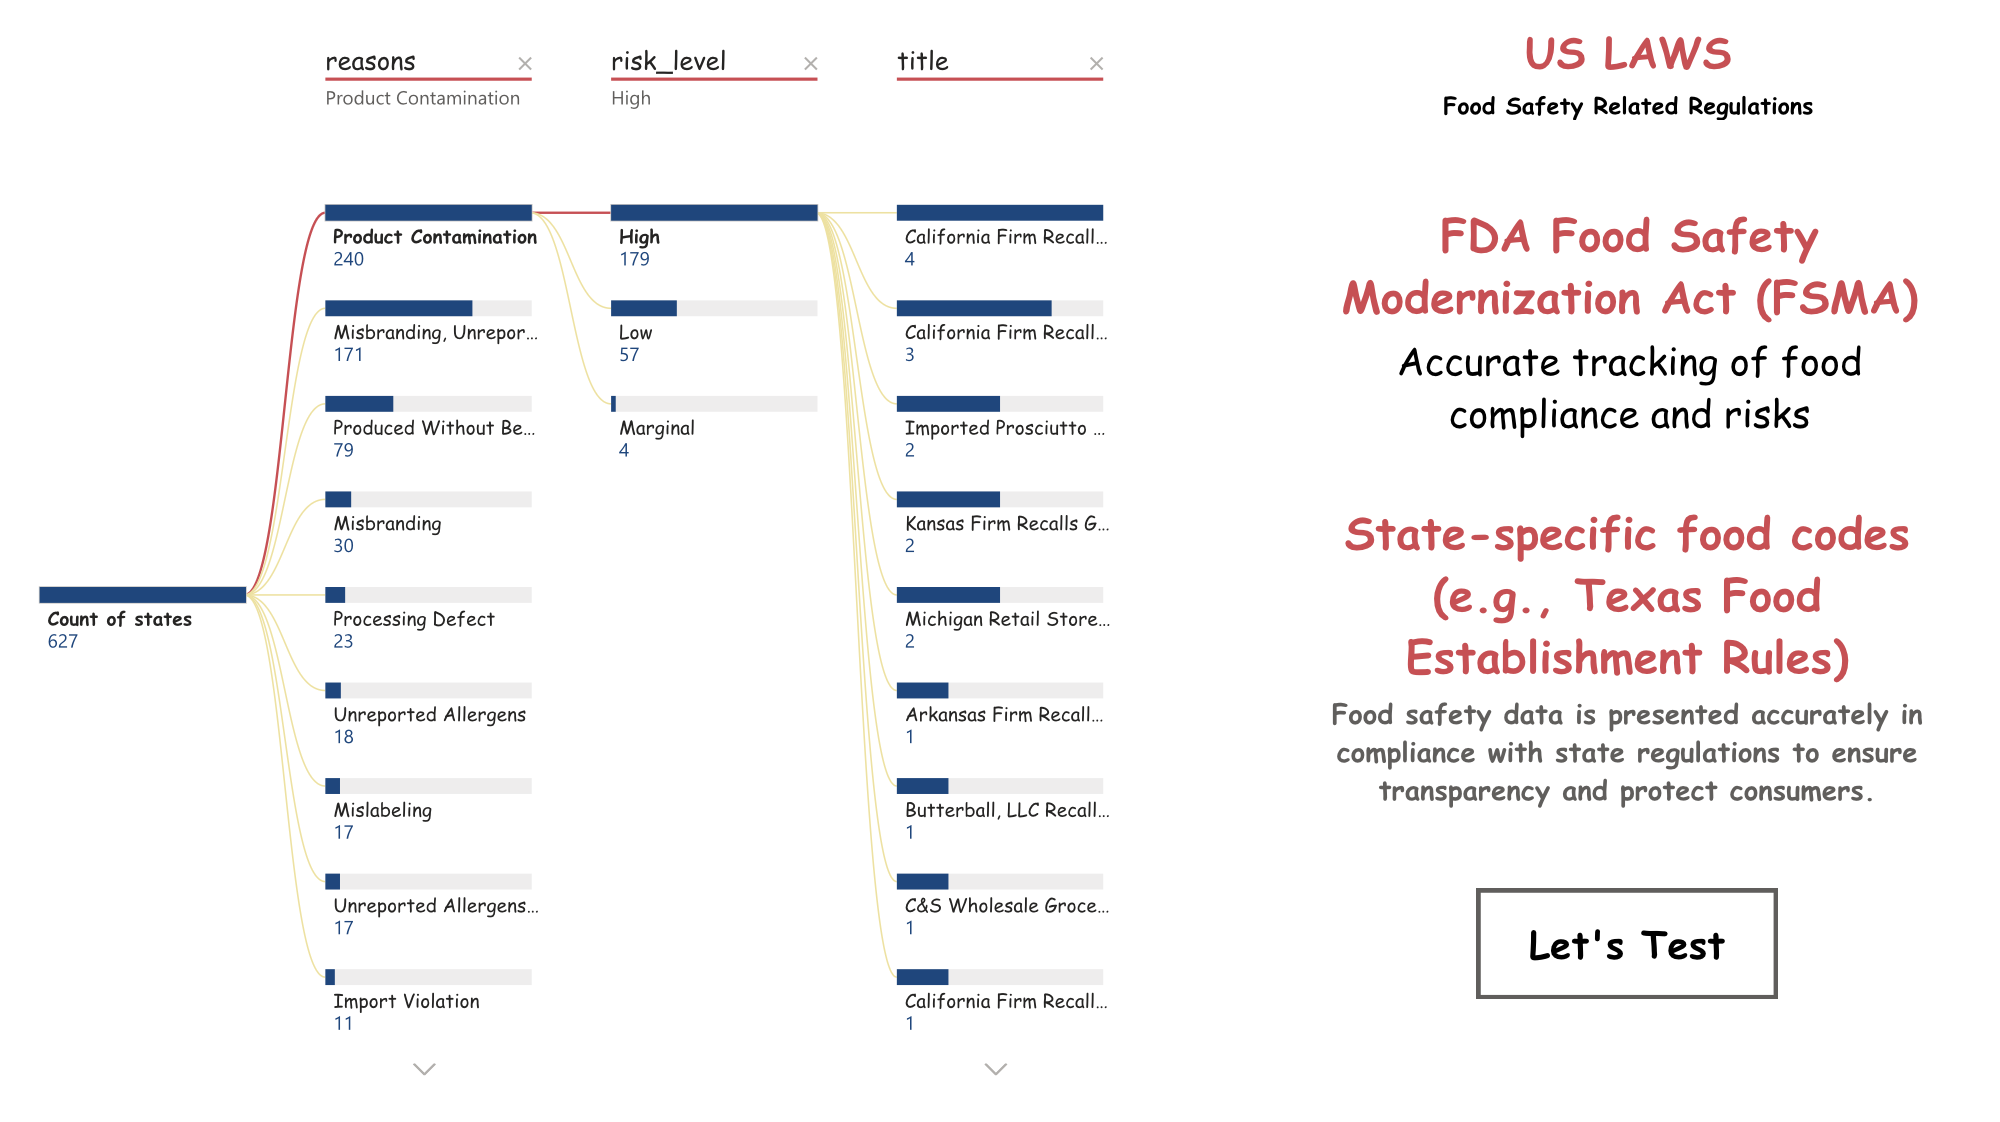 reasons
Product Contamination
risk_level
High
title
Count of states
627
Product Contamination
240
Misbranding, Unrepor...
171
Produced Without Be...
79
Misbranding
30
Processing Defect
23
Unreported Allergens
18
Mislabeling
17
Unreported Allergens...
17
Import Violation
11
High
179
Low
57
Marginal
4
California Firm Recall...
4
California Firm Recall...
3
Imported Prosciutto ...
2
Kansas Firm Recalls G...
2
Michigan Retail Store...
2
Arkansas Firm Recall...
1
Butterball, LLC Recall...
1
C&S Wholesale Groce...
1
California Firm Recall...
1
US LAWS
Food Safety Related Regulations
FDA Food Safety
Modernization Act (FSMA)
Accurate tracking of food
compliance and risks
State-specific food codes
(e.g., Texas Food
Establishment Rules)
Food safety data is presented accurately in
compliance with state regulations to ensure
transparency and protect consumers.
Let's Test